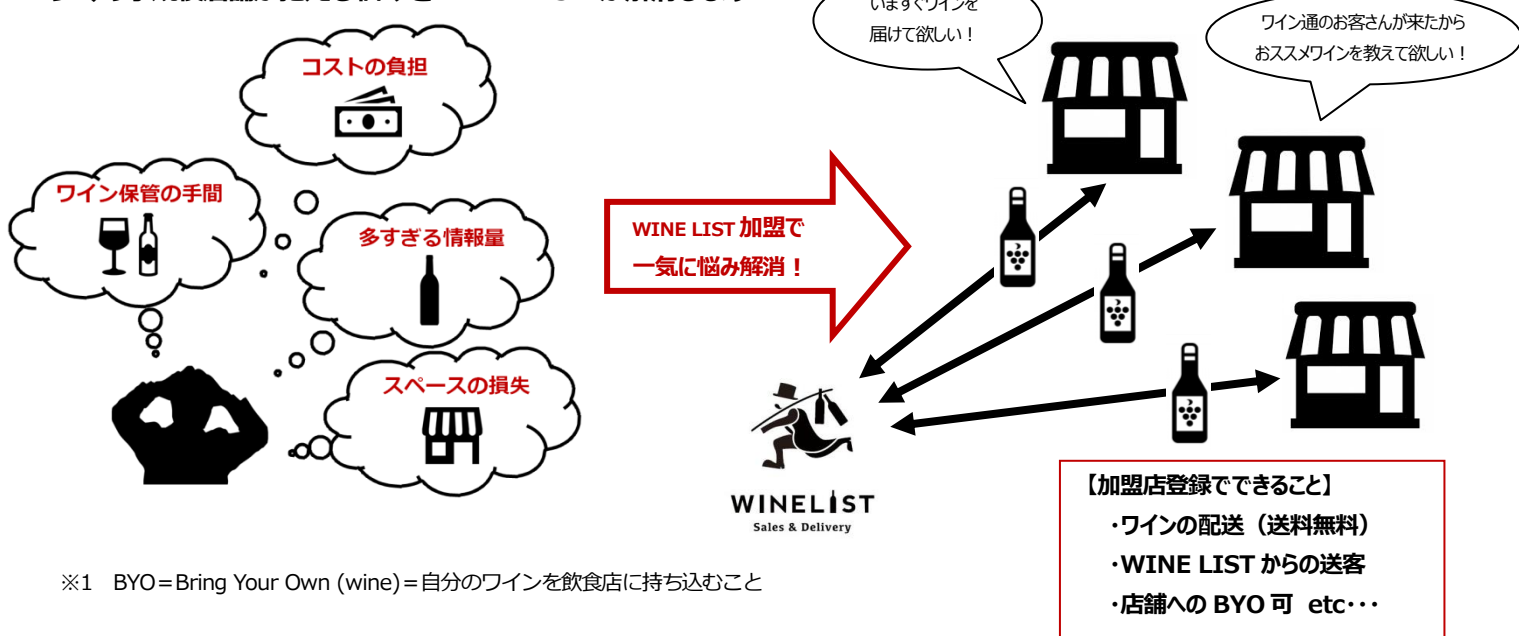 いますぐワインを
届けて欲しい！
ワイン通のお客さんが来たから
おススメワインを教えて欲しい！
コストの負担
ワイン保管の手間
多すぎる情報量
スペースの損失
WINE LIST 加盟で
一気に悩み解消！
WINELIST
Sales & Delivery
【加盟店登録でできること】
・ワインの配送（送料無料）
・WINE LIST からの送客
・店舗への BYO 可 etc・・・
※1 BYO＝Bring Your Own (wine)＝自分のワインを飲食店に持ち込むこと